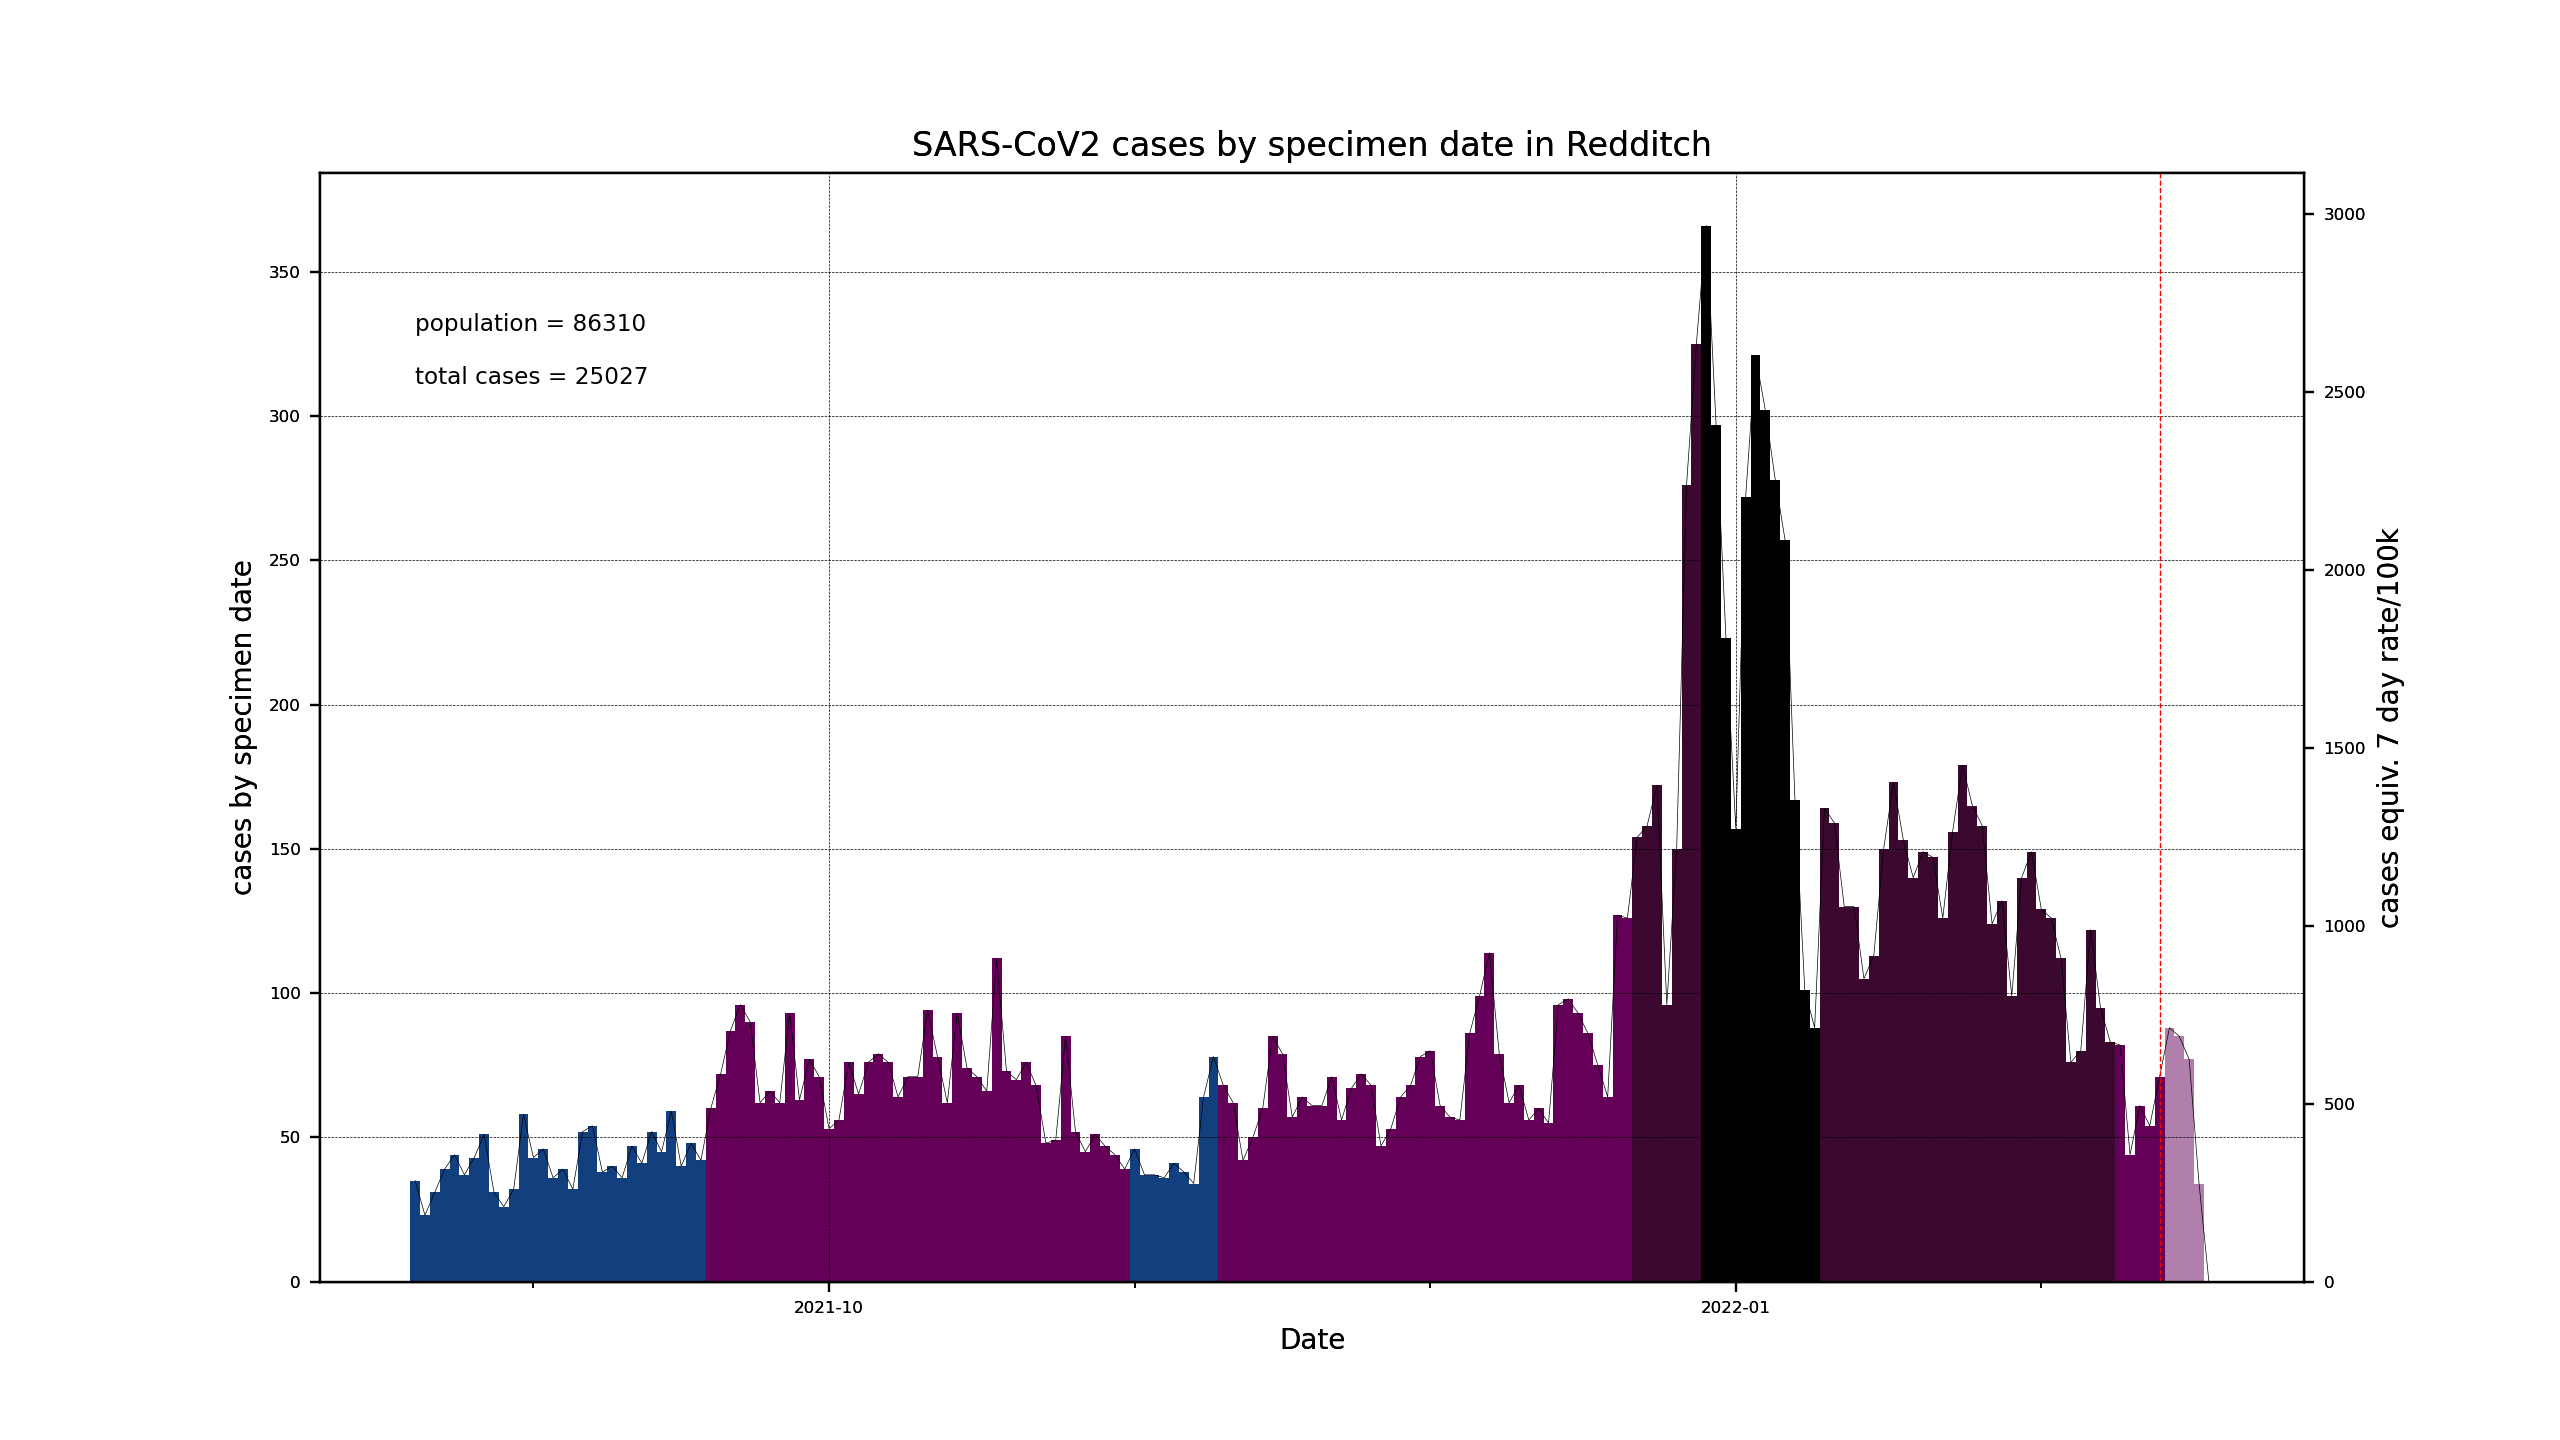 SARS-CoV2 cases by specimen date in Redditch
population = 86310
total cases = 25027
cases by specimen date
350
300
250
200
150
100
50
0
3000
2500
2000
1500
1000
500
0
cases equiv. 7 day rate/100k
2021-10
2022-01
Date